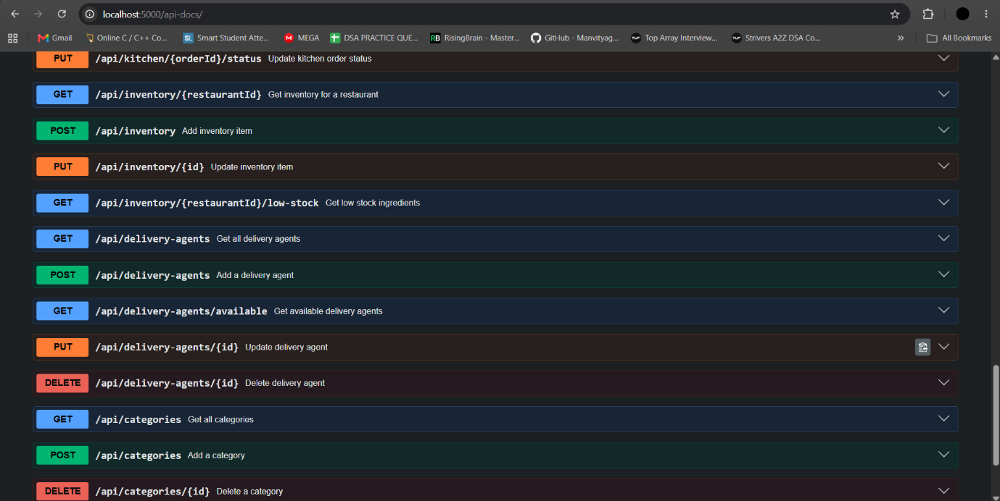 localhost:5000/api-docs/
Gmail Online C / C++ Co... SL Smart Student Atte... M MEGA DSA PRACTICE QUE... RB RisingBrain - Master... GitHub - Manvityag... TUF Top Array Interview... TUF Strivers A2Z DSA Co... » All Bookmarks
PUT /api/kitchen/{orderId}/status Update kitchen order status
GET /api/inventory/{restaurantId} Get inventory for a restaurant
POST /api/inventory Add inventory item
PUT /api/inventory/{id} Update inventory item
GET /api/inventory/{restaurantId}/low-stock Get low stock ingredients
GET /api/delivery-agents Get all delivery agents
POST /api/delivery-agents Add a delivery agent
GET /api/delivery-agents/available Get available delivery agents
PUT /api/delivery-agents/{id} Update delivery agent
DELETE /api/delivery-agents/{id} Delete delivery agent
GET /api/categories Get all categories
POST /api/categories Add a category
DELETE /api/categories/{id} Delete a category